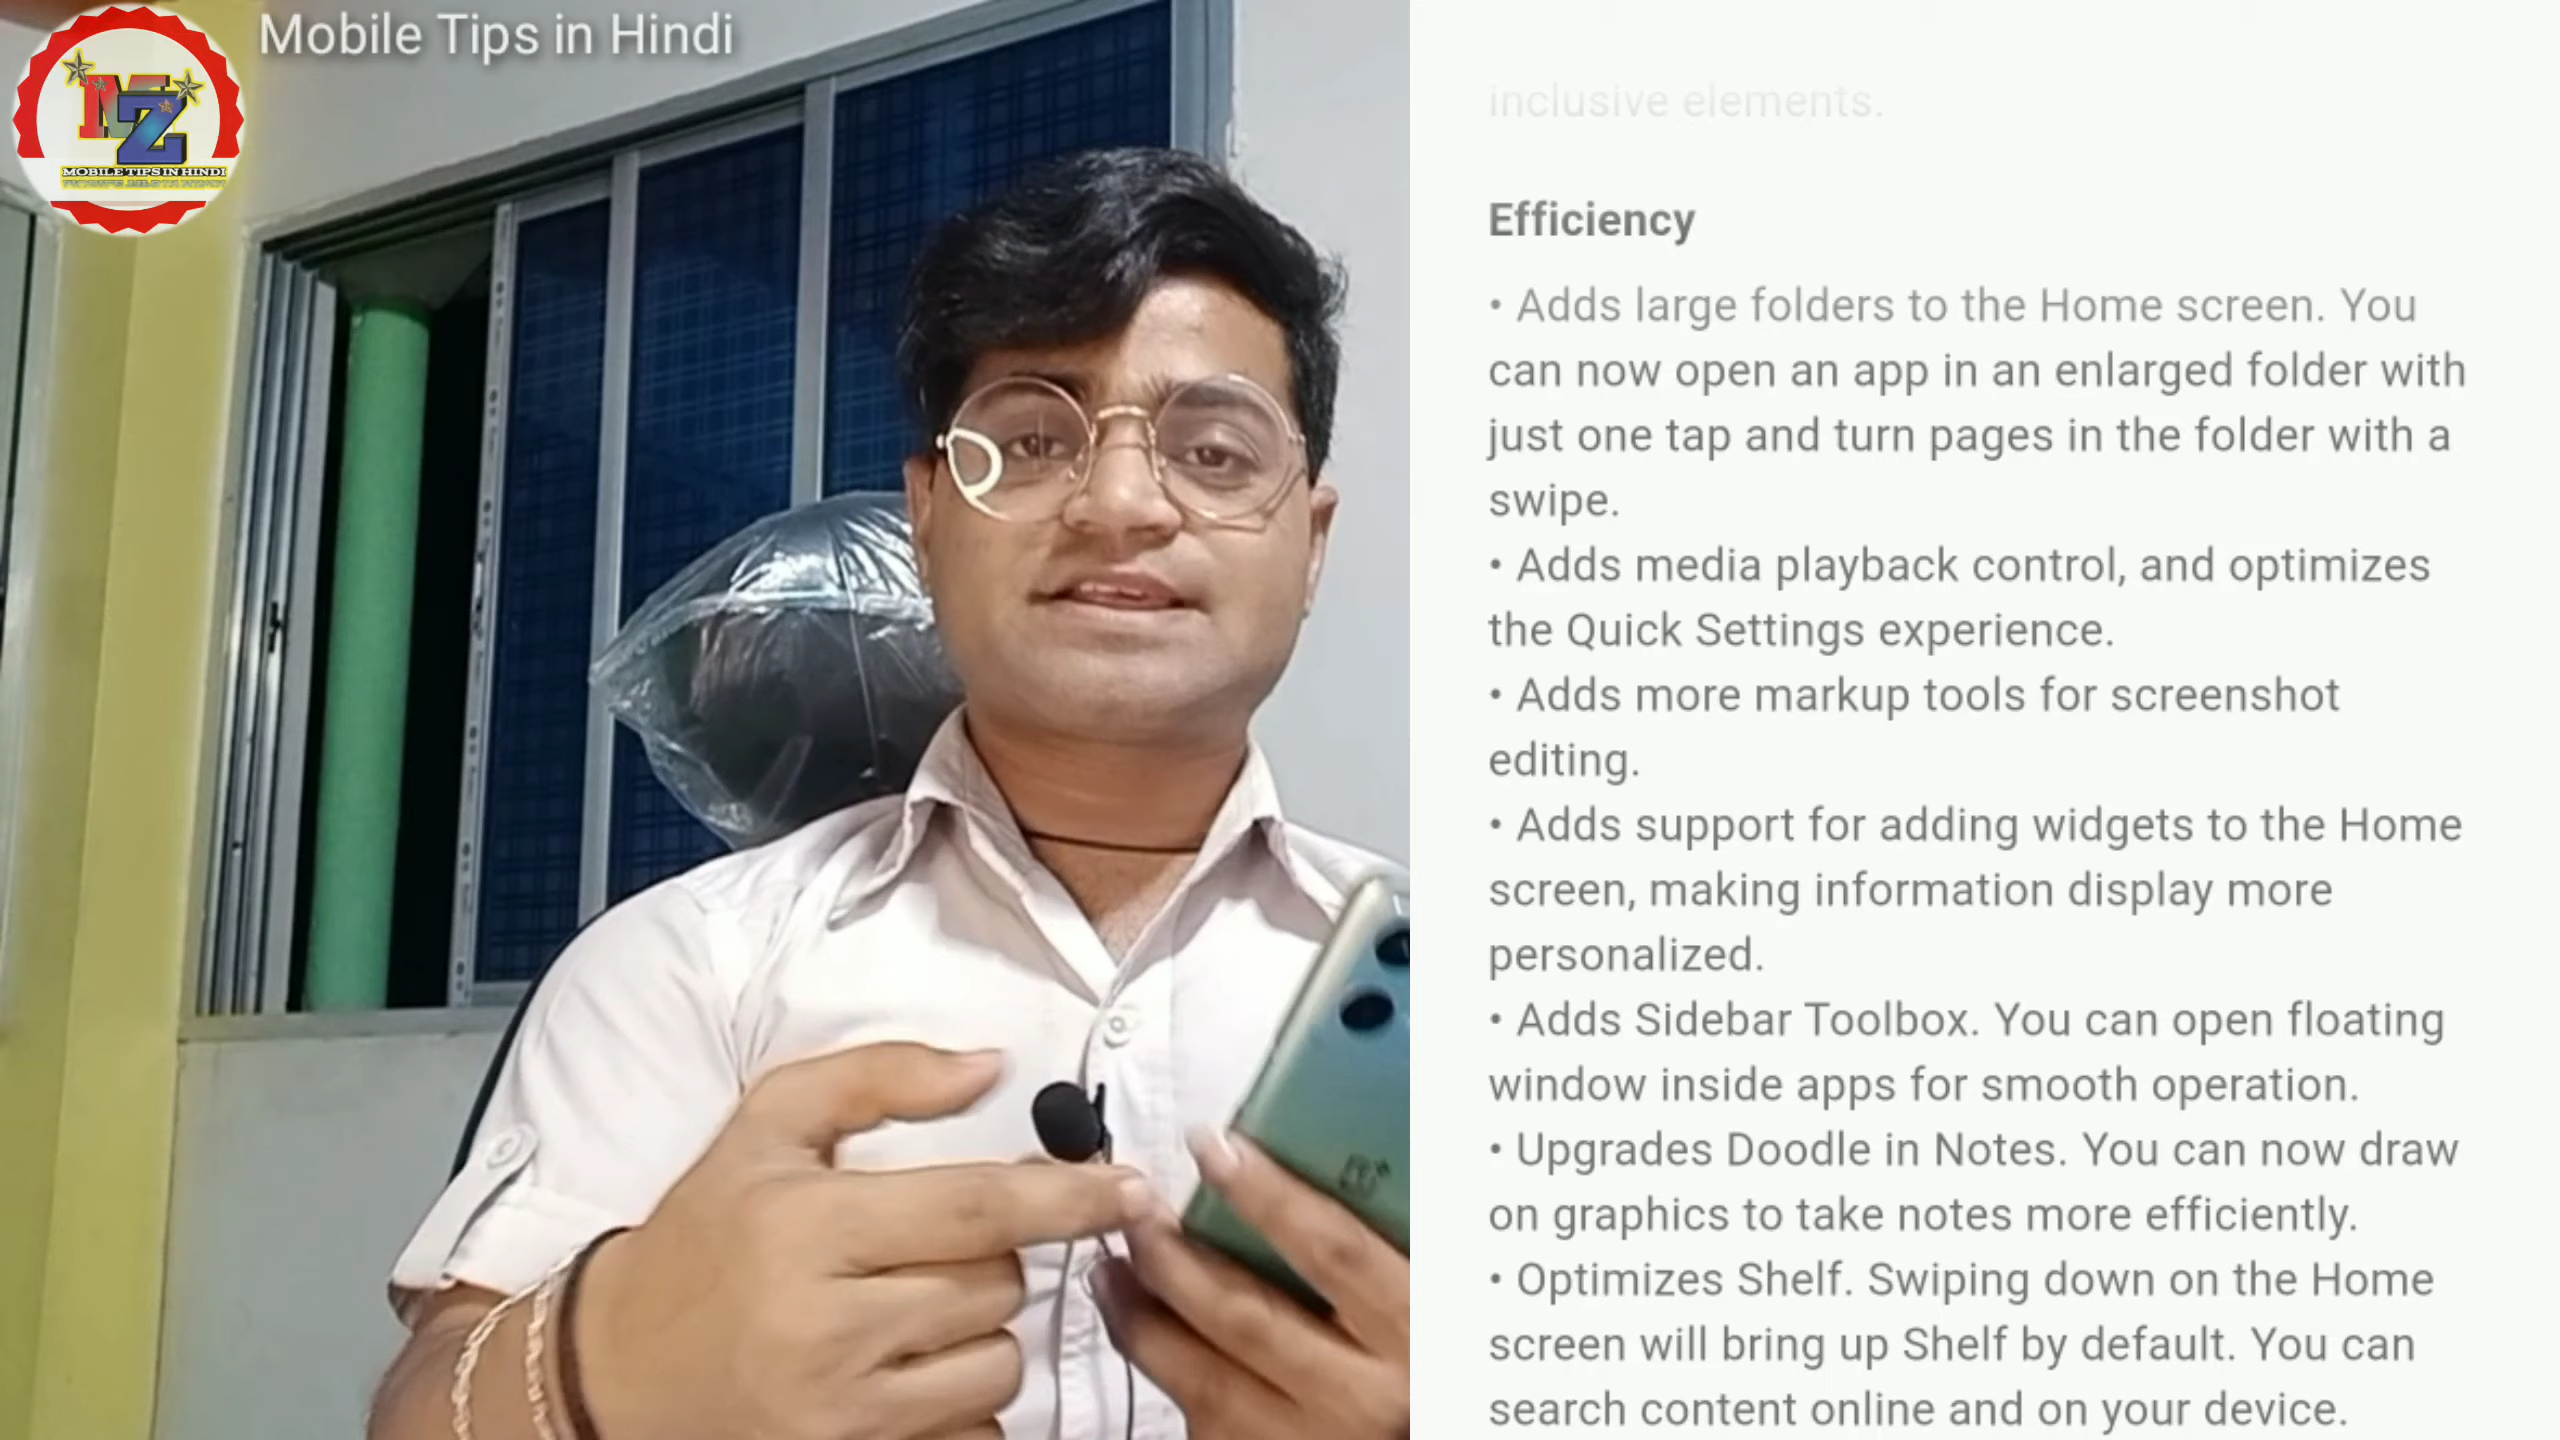 Mobile Tips in Hindi
MZ
MOBILE TIPS IN HINDI
inclusive elements.
Efficiency
• Adds large folders to the Home screen. You
can now open an app in an enlarged folder with
just one tap and turn pages in the folder with a
swipe.
• Adds media playback control, and optimizes
the Quick Settings experience.
• Adds more markup tools for screenshot
editing.
• Adds support for adding widgets to the Home
screen, making information display more
personalized.
• Adds Sidebar Toolbox. You can open floating
window inside apps for smooth operation.
• Upgrades Doodle in Notes. You can now draw
on graphics to take notes more efficiently.
• Optimizes Shelf. Swiping down on the Home
screen will bring up Shelf by default. You can
search content online and on your device.